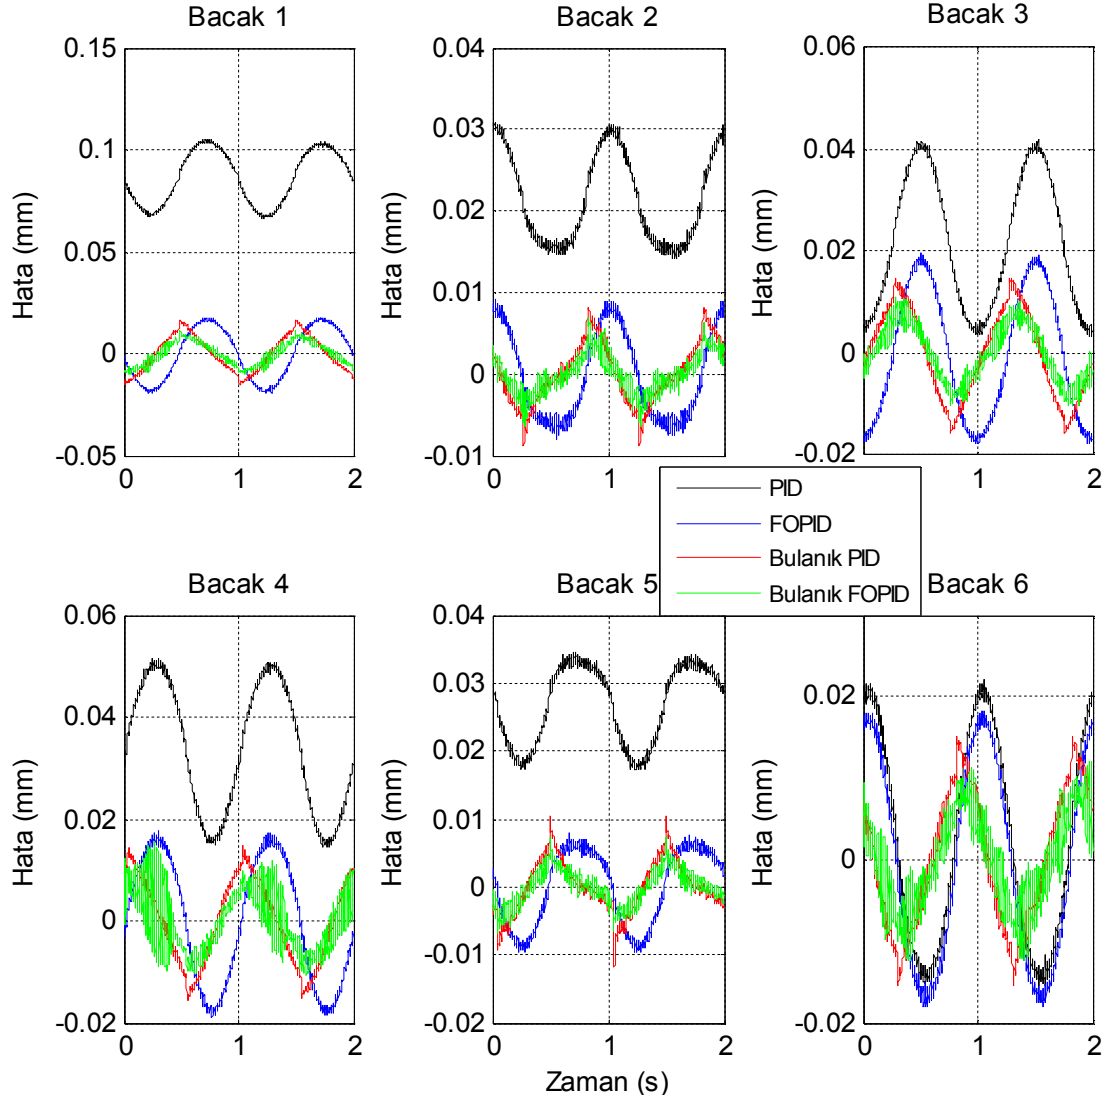 Bacak 1
Bacak 2
Bacak 3
0.15
0.1
0.05
0
-0.05
Hata (mm)
0 1 2
0.04
0.03
0.02
0.01
0
-0.01
Hata (mm)
0 1 2
0.06
0.04
0.02
0
-0.02
Hata (mm)
0 1 2
PID
FOPID
Bulanık PID
Bulanık FOPID
Bacak 4
Bacak 5
Bacak 6
0.06
0.04
0.02
0
-0.02
Hata (mm)
0 1 2
0.04
0.03
0.02
0.01
0
-0.01
-0.02
Hata (mm)
0 1 2
0.02
0
-0.02
Hata (mm)
0 1 2
Zaman (s)